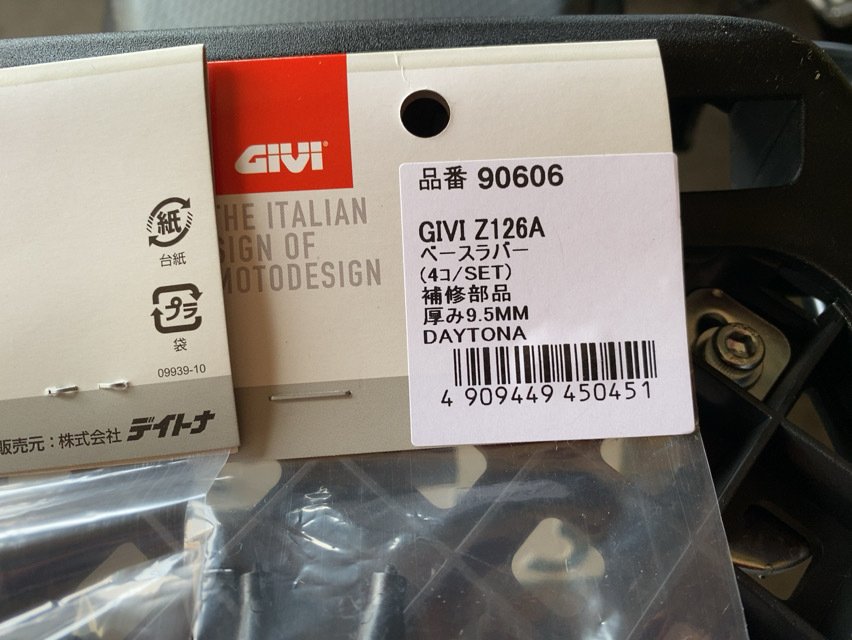 GIVI
THE ITALIAN
SIGN OF
MOTODESIGN
品番 90606
GIVI Z126A
ベースラバー
(4コ/SET)
補修部品
厚み9.5MM
DAYTONA
4 909449 450451
紙
台紙
プラ
袋
09939-10
販売元:株式会社 デイトナ